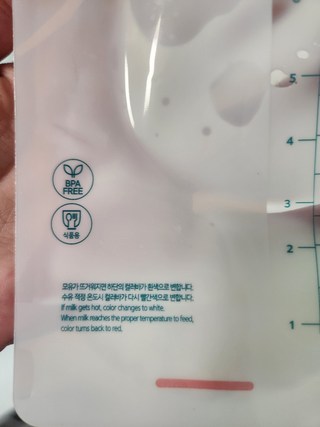 5
4
BPA
FREE
3
식품용
2
모유가 뜨거워지면 하단의 컬러바가 흰색으로 변합니다.
수유 적정 온도시 컬러바가 다시 빨간색으로 변합니다.
If milk gets hot, color changes to white.
When milk reaches the proper temperature to feed,
color turns back to red.
1